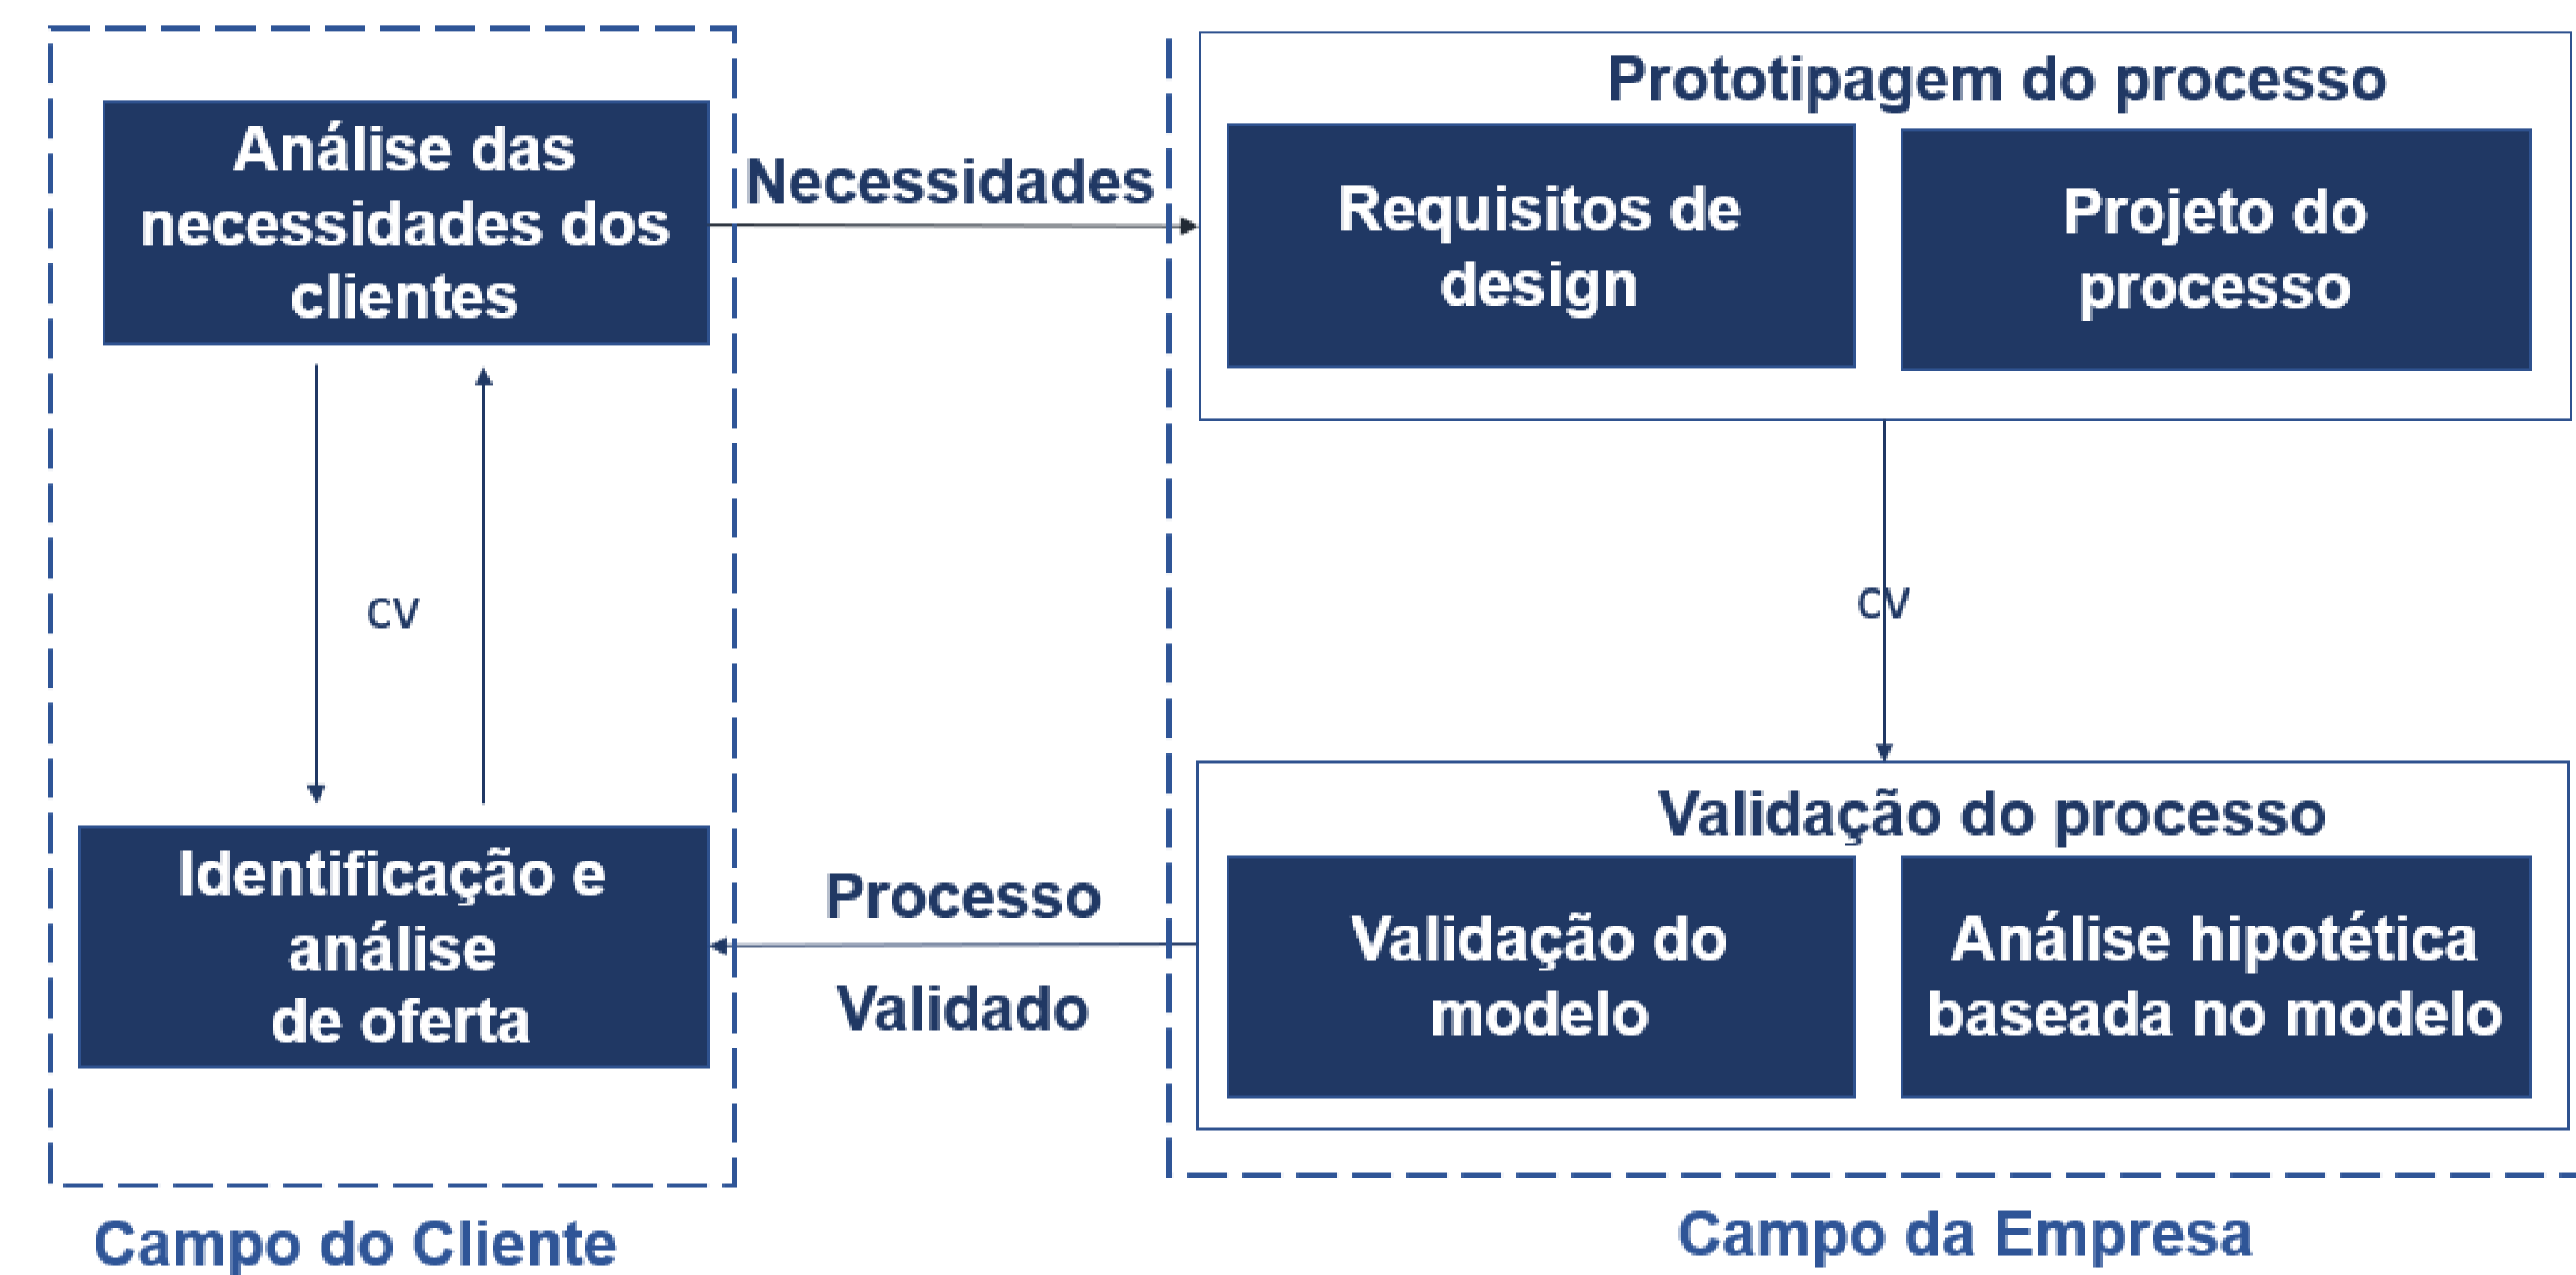 Análise das
necessidades dos
clientes
Necessidades
Prototipagem do processo
Requisitos de
design
Projeto do
processo
cv
cv
Identificação e
análise
de oferta
Processo
Validado
Validação do processo
Validação do
modelo
Análise hipotética
baseada no modelo
Campo do Cliente
Campo da Empresa